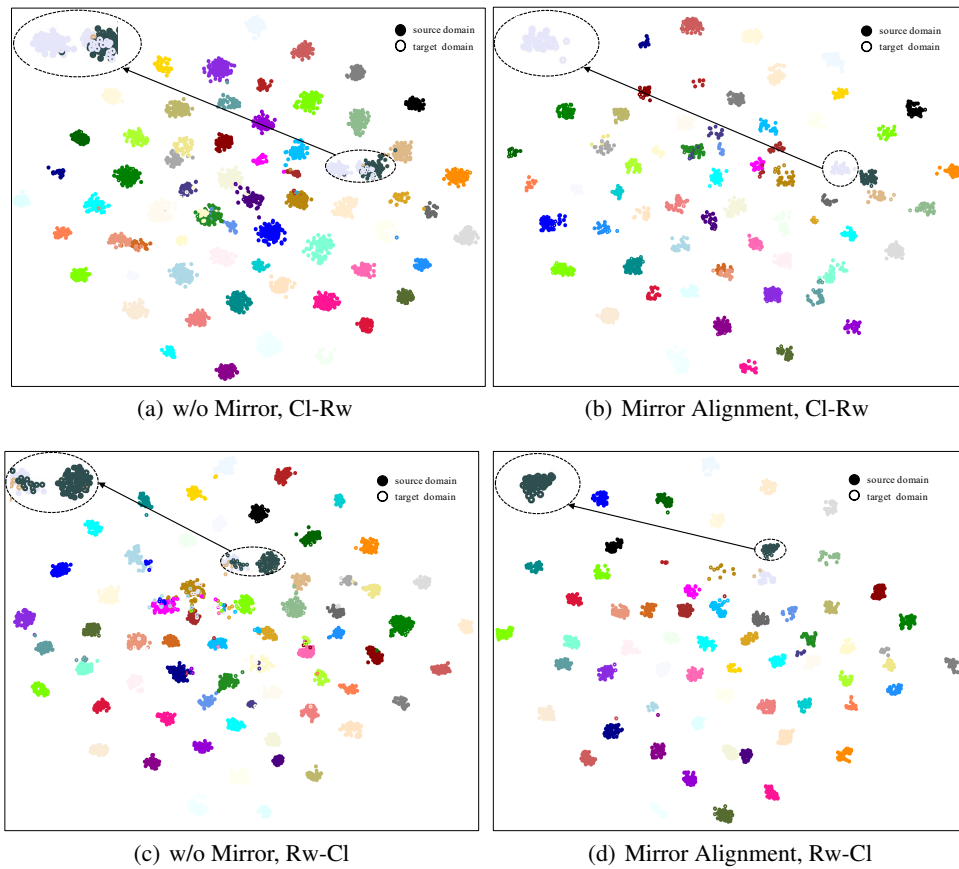 source domain
target domain
source domain
target domain
(a) w/o Mirror, Cl-Rw
(b) Mirror Alignment, Cl-Rw
source domain
target domain
source domain
target domain
(c) w/o Mirror, Rw-Cl
(d) Mirror Alignment, Rw-Cl